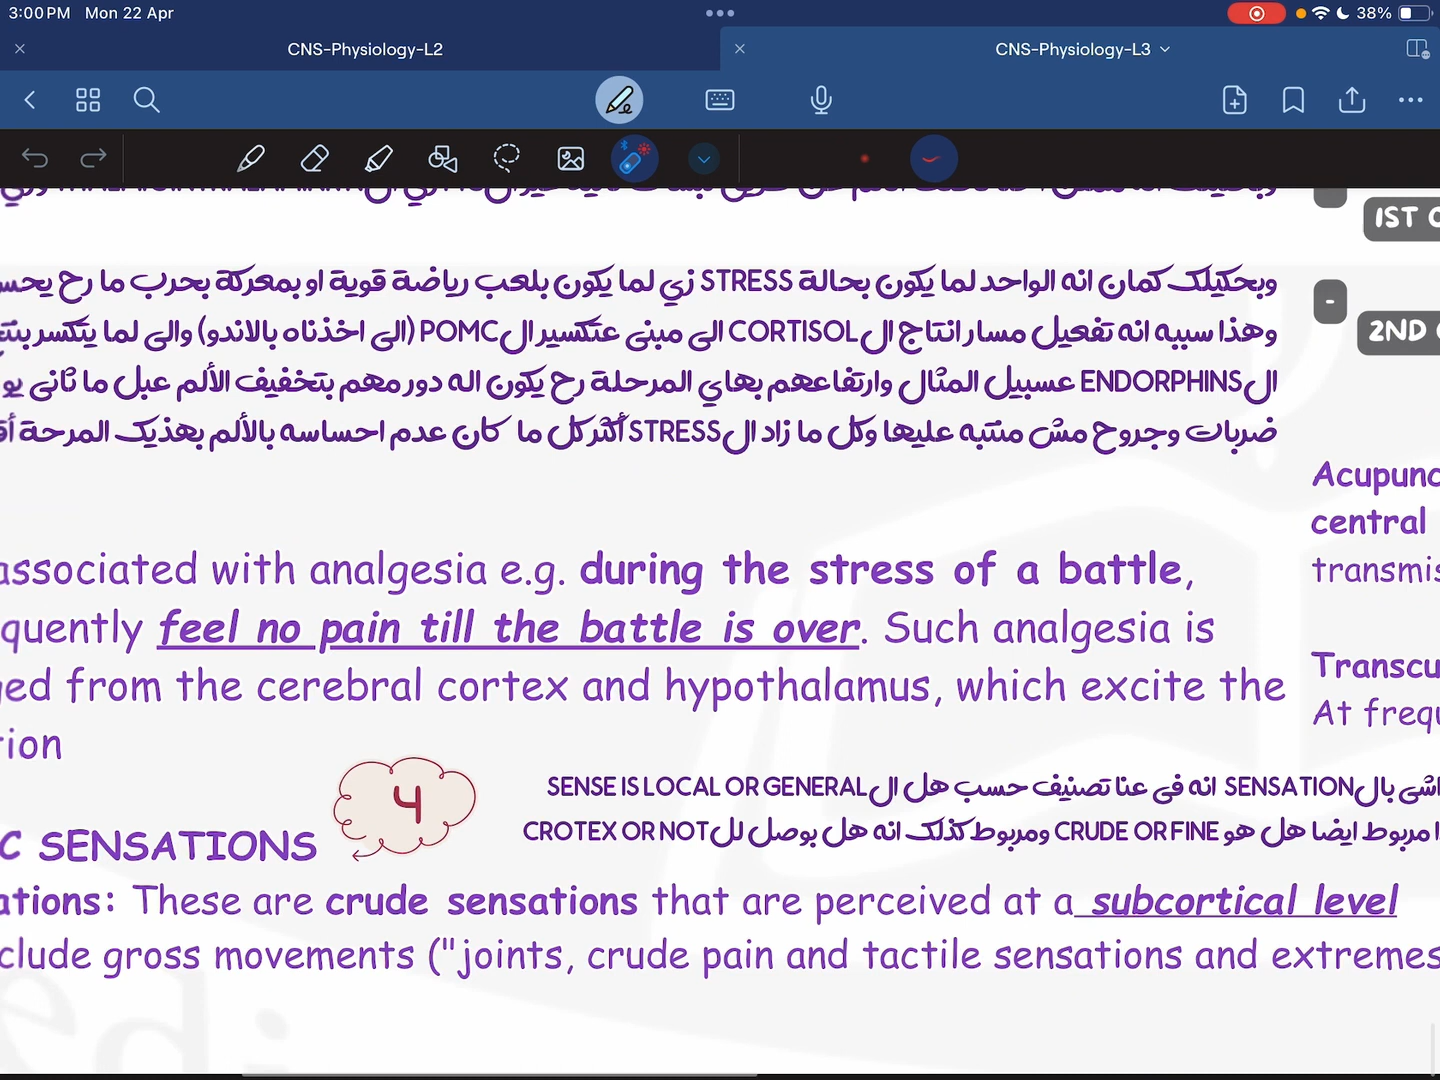 3:00 PM Mon 22 Apr
38%
CNS-Physiology-L2
CNS-Physiology-L3
1ST
وبحكيلك كمان انه الواحد لما يكون بحالة STRESS زي لما يكون بلعب رياضة قوية او بمعركة بحرب ما رح
-
وهذا سببه انه تفعيل مسار انتاج ال CORTISOL الى مبنى عتكسير ال POMC (الى اخذناه بالاندو) والى لما يتكسر
2ND
ال ENDORPHINS عسبيل المثال وارتفاعهم بهاي المرحلة رح يكون اله دور مهم بتخفيف الألم عبل ما ثانى
ضربات وجروح مش منتبه عليها وكل ما زاد ال STRESS أكثر كل ما كان عدم احساسه بالألم بهذيك المرحة
associated with analgesia e.g. during the stress of a battle,
quently feel no pain till the battle is over. Such analgesia is
ged from the cerebral cortex and hypothalamus, which excite the
tion
Acupunc
central
transmis
Transcu
At frequ
4
بال SENSATION انه في عنا تصنيف حسب هل ال SENSE IS LOCAL OR GENERAL
مربوط ايضا هل هو CRUDE OR FINE ومربوط كذلك انه هل بوصل لل CROTEX OR NOT
C SENSATIONS
ations: These are crude sensations that are perceived at a subcortical level
clude gross movements ("joints, crude pain and tactile sensations and extremes